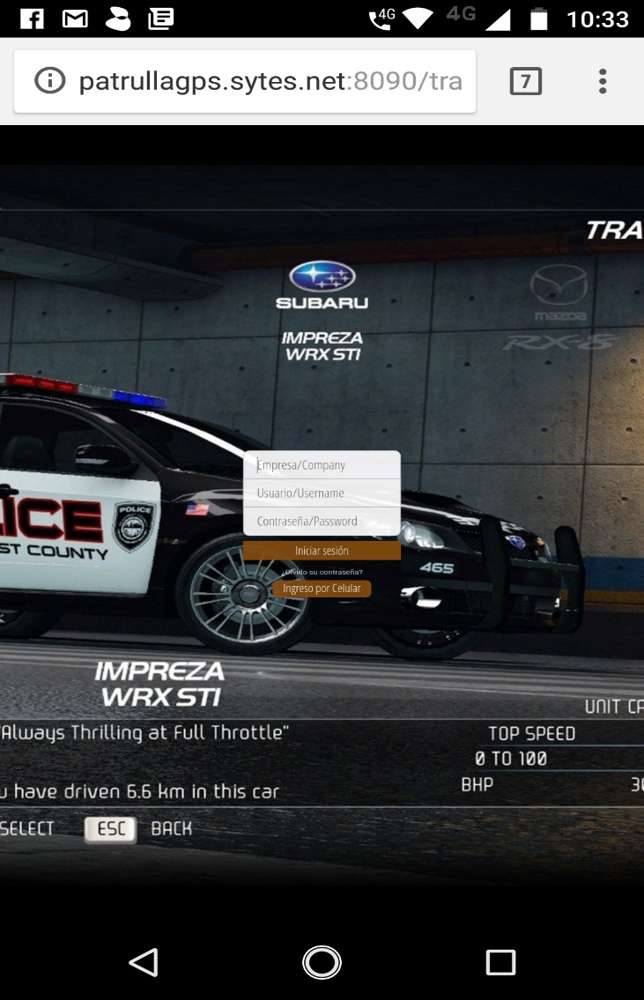 4G 4G 10:33
patrullagps.sytes.net:8090/tra
7
TRA
SUBARU
mazda
IMPREZA
WRX STI
RX-8
Empresa/Company
Usuario/Username
Contraseña/Password
Iniciar sesión
¿Olvido su contraseña?
Ingreso por Celular
ICE
POLICE
ST COUNTY
465
IMPREZA
WRX STI
UNIT CA
"Always Thrilling at Full Throttle"
TOP SPEED
0 TO 100
u have driven 6.6 km in this car
BHP 30
SELECT ESC BACK